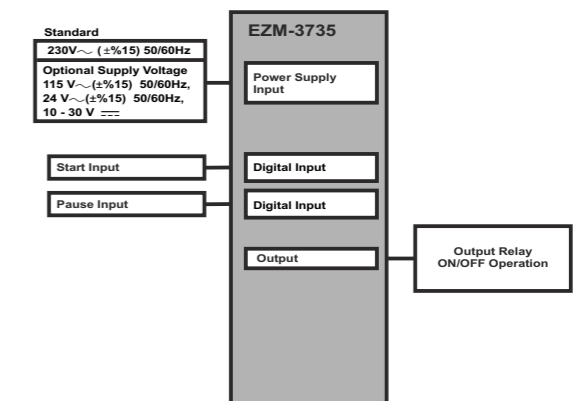 Standard
230V～ (±%15) 50/60Hz
Optional Supply Voltage
115 V～(±%15) 50/60Hz,
24 V～(±%15) 50/60Hz,
10 - 30 V ⎓
EZM-3735
Power Supply
Input
Start Input
Digital Input
Pause Input
Digital Input
Output
Output Relay
ON/OFF Operation